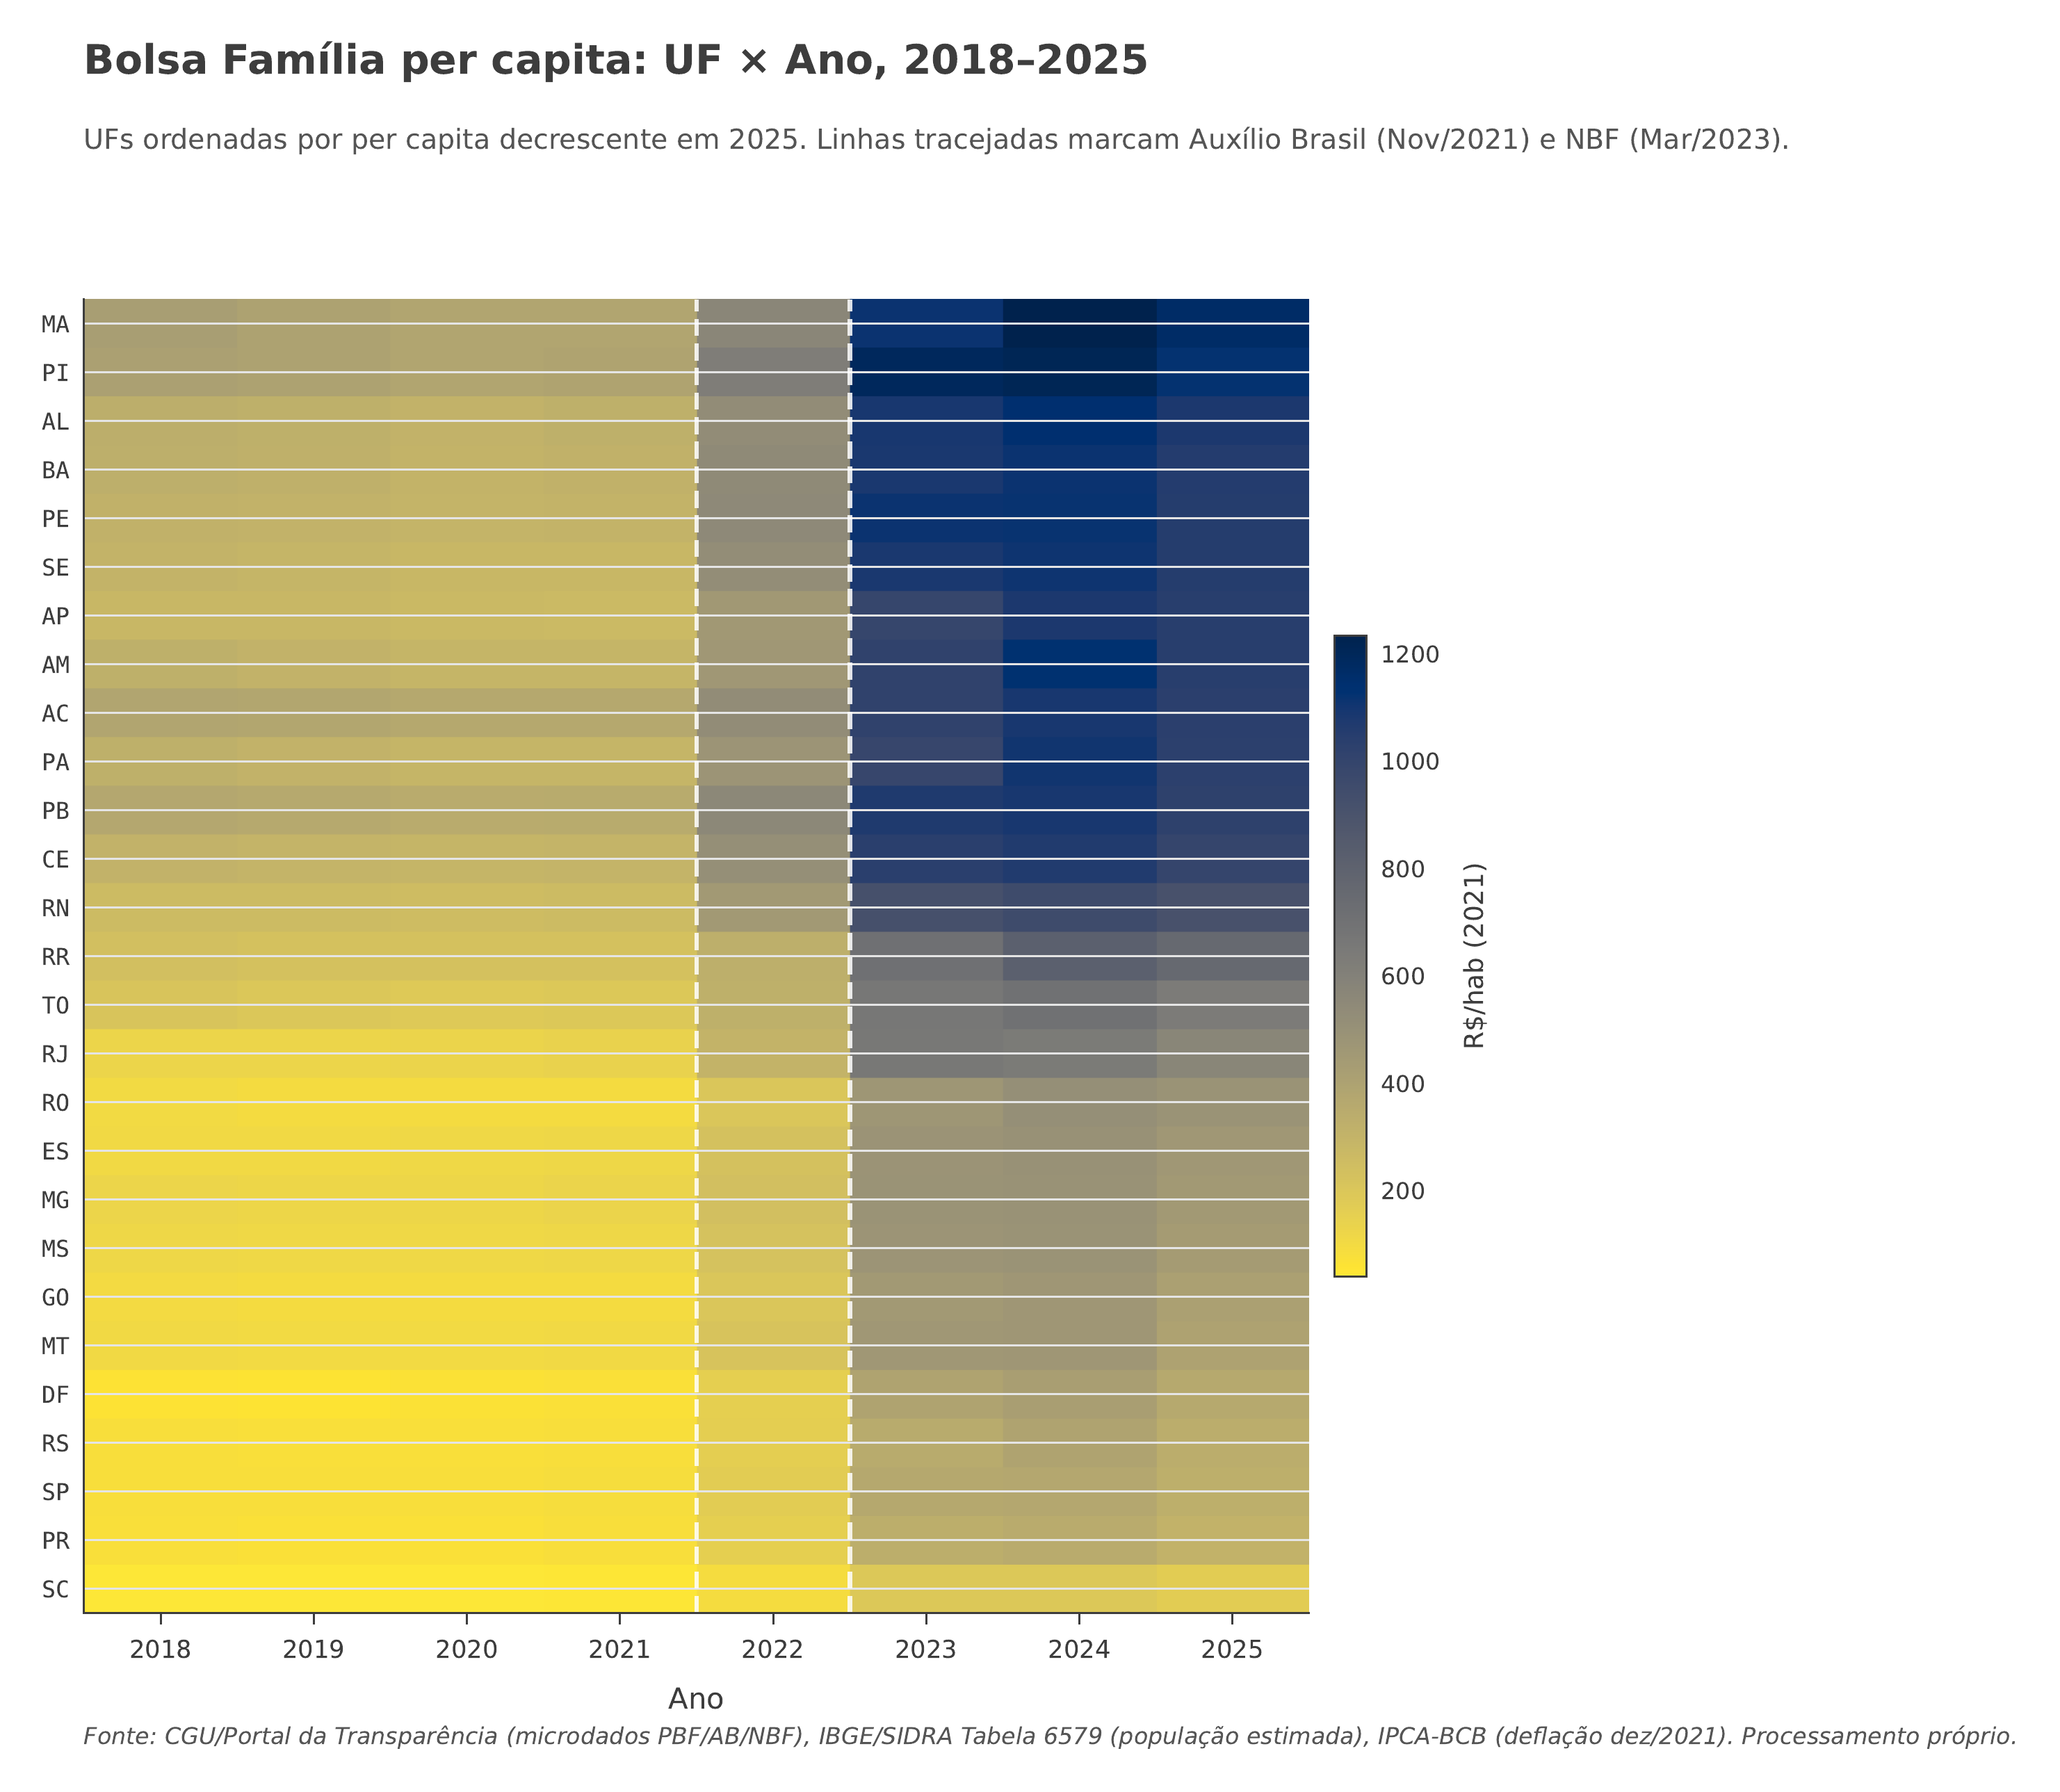 Bolsa Família per capita: UF × Ano, 2018–2025
UFs ordenadas por per capita decrescente em 2025. Linhas tracejadas marcam Auxílio Brasil (Nov/2021) e NBF (Mar/2023).
MA
PI
AL
BA
PE
SE
AP
AM
AC
PA
PB
CE
RN
RR
TO
RJ
RO
ES
MG
MS
GO
MT
DF
RS
SP
PR
SC
2018 2019 2020 2021 2022 2023 2024 2025
Ano
1200
1000
800
600
400
200
R$/hab (2021)
Fonte: CGU/Portal da Transparência (microdados PBF/AB/NBF), IBGE/SIDRA Tabela 6579 (população estimada), IPCA-BCB (deflação dez/2021). Processamento próprio.